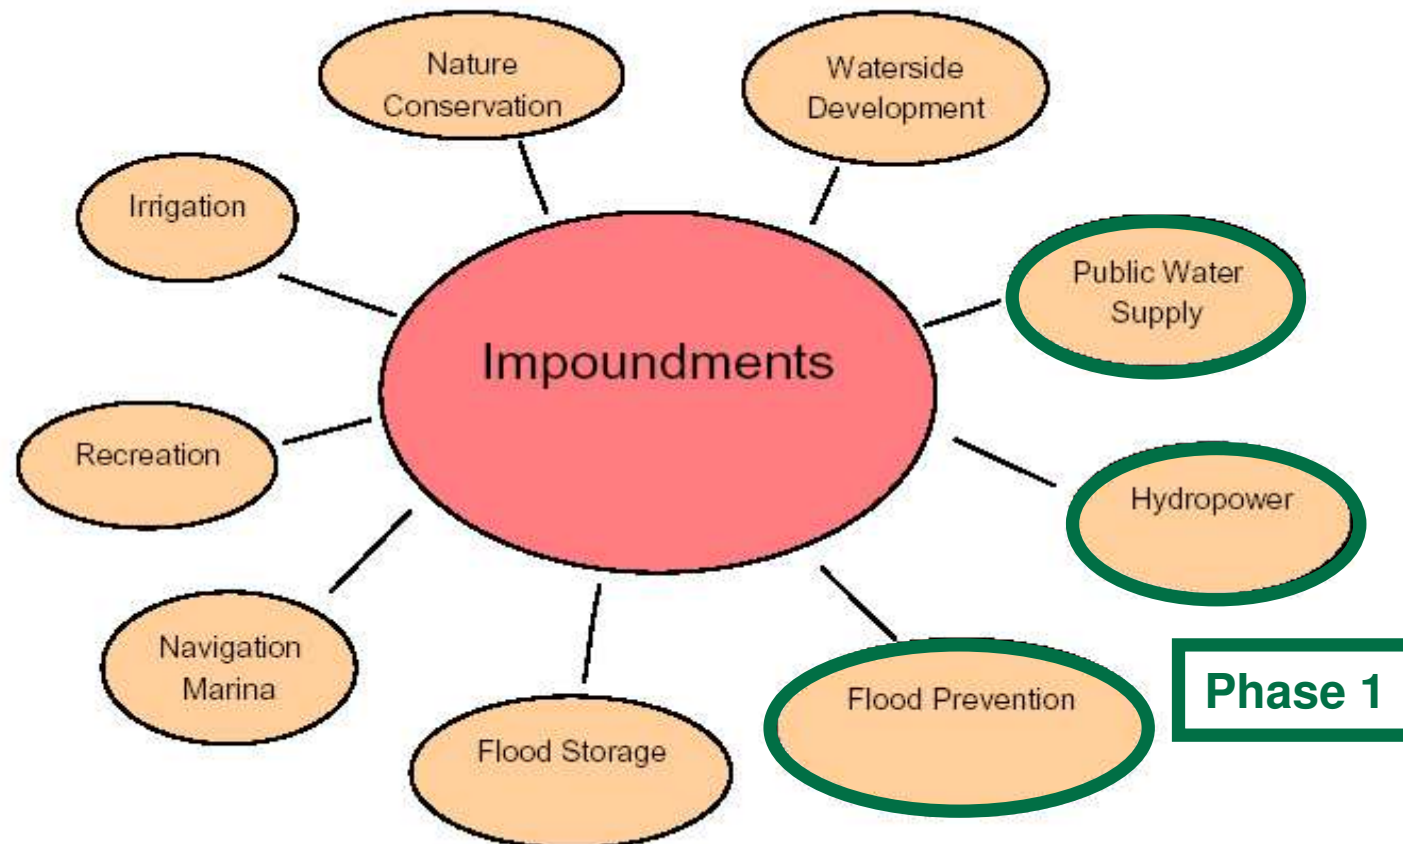 Nature
Conservation
Waterside
Development
Irrigation
Public Water
Supply
Impoundments
Recreation
Hydropower
Navigation
Marina
Flood Prevention
Phase 1
Flood Storage